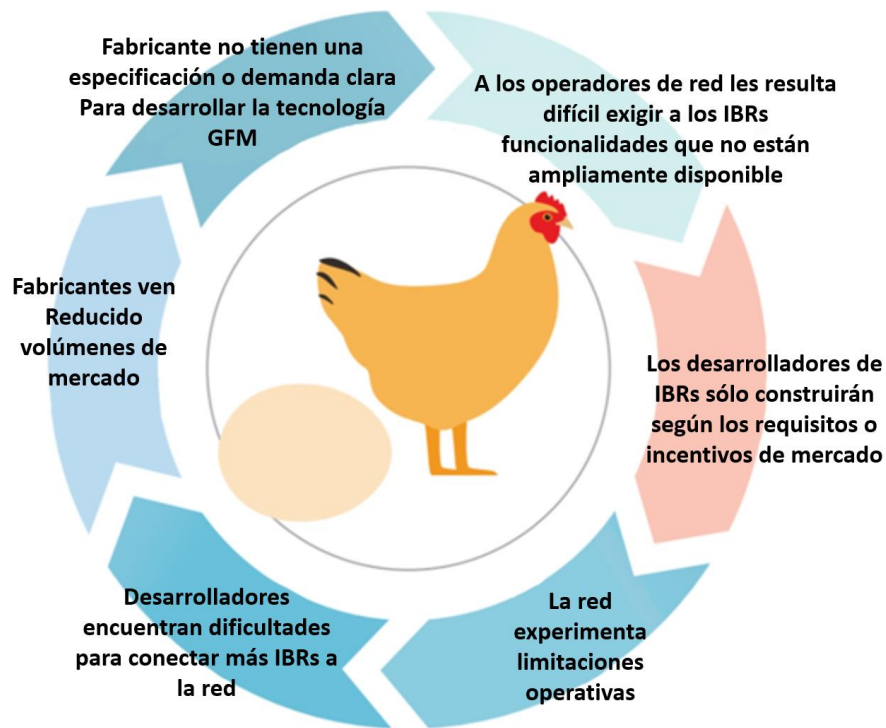 Fabricante no tienen una
especificación o demanda clara
Para desarrollar la tecnología
GFM
A los operadores de red les resulta
difícil exigir a los IBRs
funcionalidades que no están
ampliamente disponible
Los desarrolladores de
IBRs sólo construirán
según los requisitos o
incentivos de mercado
La red
experimenta
limitaciones
operativas
Desarrolladores
encuentran dificultades
para conectar más IBRs a
la red
Fabricantes ven
Reducido
volúmenes de
mercado